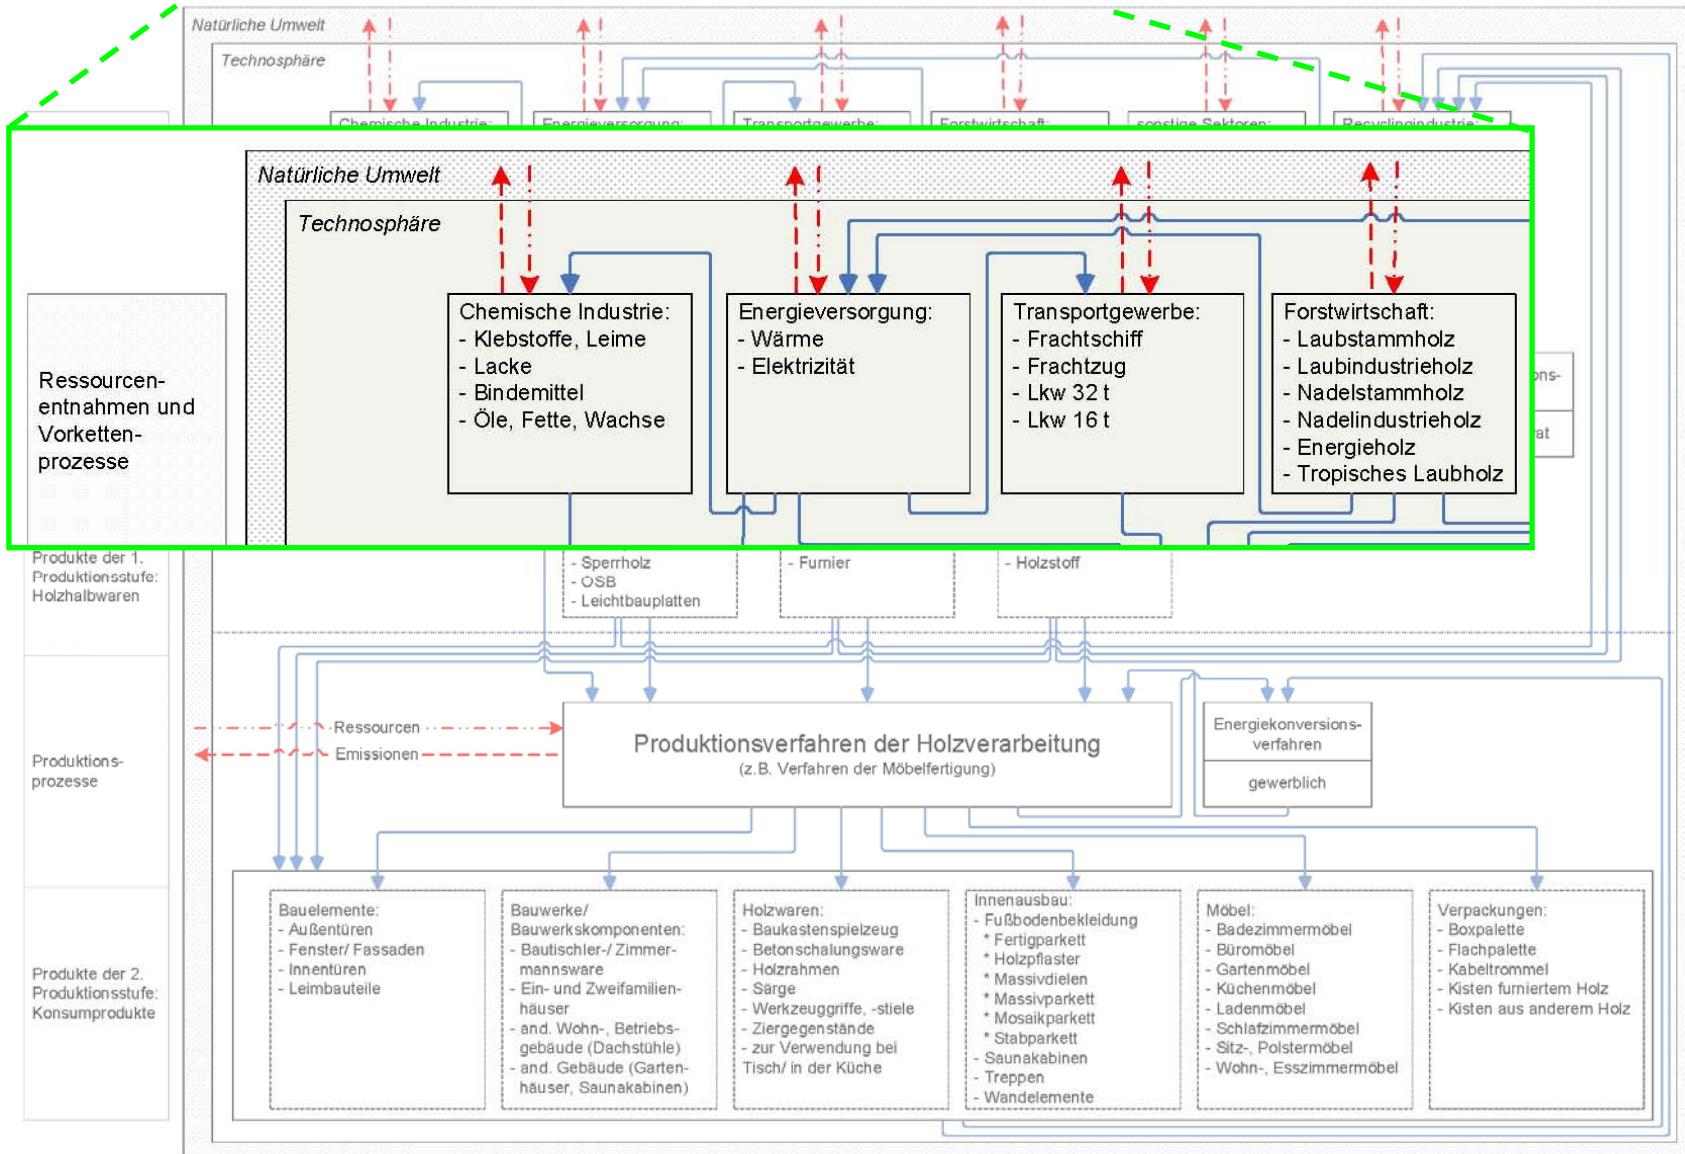 Natürliche Umwelt
Technosphäre
Chemische Industrie:
Energieversorgung:
Transportgewerbe:
Forstwirtschaft:
sonstige Sektoren:
Recyclingindustrie:
Natürliche Umwelt
Technosphäre
Ressourcen-
entnahmen und
Vorketten-
prozesse
Chemische Industrie:
- Klebstoffe, Leime
- Lacke
- Bindemittel
- Öle, Fette, Wachse
Energieversorgung:
- Wärme
- Elektrizität
Transportgewerbe:
- Frachtschiff
- Frachtzug
- Lkw 32 t
- Lkw 16 t
Forstwirtschaft:
- Laubstammholz
- Laubindustrieholz
- Nadelstammholz
- Nadelindustrieholz
- Energieholz
- Tropisches Laubholz
ons-
at
Produkte der 1.
Produktionsstufe:
Holzhalbwaren
- Sperrholz
- OSB
- Leichtbauplatten
- Furnier
- Holzstoff
Produktions-
prozesse
Ressourcen
Emissionen
Produktionsverfahren der Holzverarbeitung
(z.B. Verfahren der Möbelfertigung)
Energiekonversions-
verfahren
gewerblich
Produkte der 2.
Produktionsstufe:
Konsumprodukte
Bauelemente:
- Außentüren
- Fenster/ Fassaden
- Innentüren
- Leimbauteile
Bauwerke/
Bauwerkskomponenten:
- Bautischler-/ Zimmer-
mannsware
- Ein- und Zweifamilien-
häuser
- and. Wohn-, Betriebs-
gebäude (Dachstühle)
- and. Gebäude (Garten-
häuser, Saunakabinen)
Holzwaren:
- Baukastenspielzeug
- Betonschalungsware
- Holzrahmen
- Särge
- Werkzeuggriffe, -stiele
- Ziergegenstände
- zur Verwendung bei
Tisch/ in der Küche
Innenausbau:
- Fußbodenbekleidung
* Fertigparkett
* Holzpflaster
* Massivdielen
* Massivparkett
* Mosaikparkett
* Stabparkett
- Saunakabinen
- Treppen
- Wandelemente
Möbel:
- Badezimmermöbel
- Büromöbel
- Gartenmöbel
- Küchenmöbel
- Ladenmöbel
- Schlafzimmermöbel
- Sitz-, Polstermöbel
- Wohn-, Esszimmermöbel
Verpackungen:
- Boxpalette
- Flachpalette
- Kabeltrommel
- Kisten furniertem Holz
- Kisten aus anderem Holz